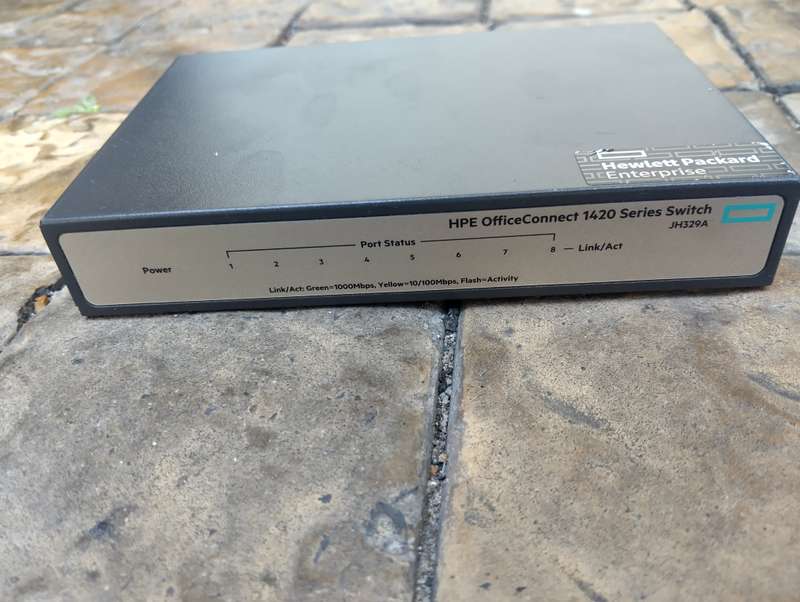 Hewlett Packard
Enterprise
HPE OfficeConnect 1420 Series Switch
JH329A
Port Status
Power
1 2 3 4 5 6 7 8 — Link/Act
Link/Act: Green=1000Mbps, Yellow=10/100Mbps, Flash=Activity